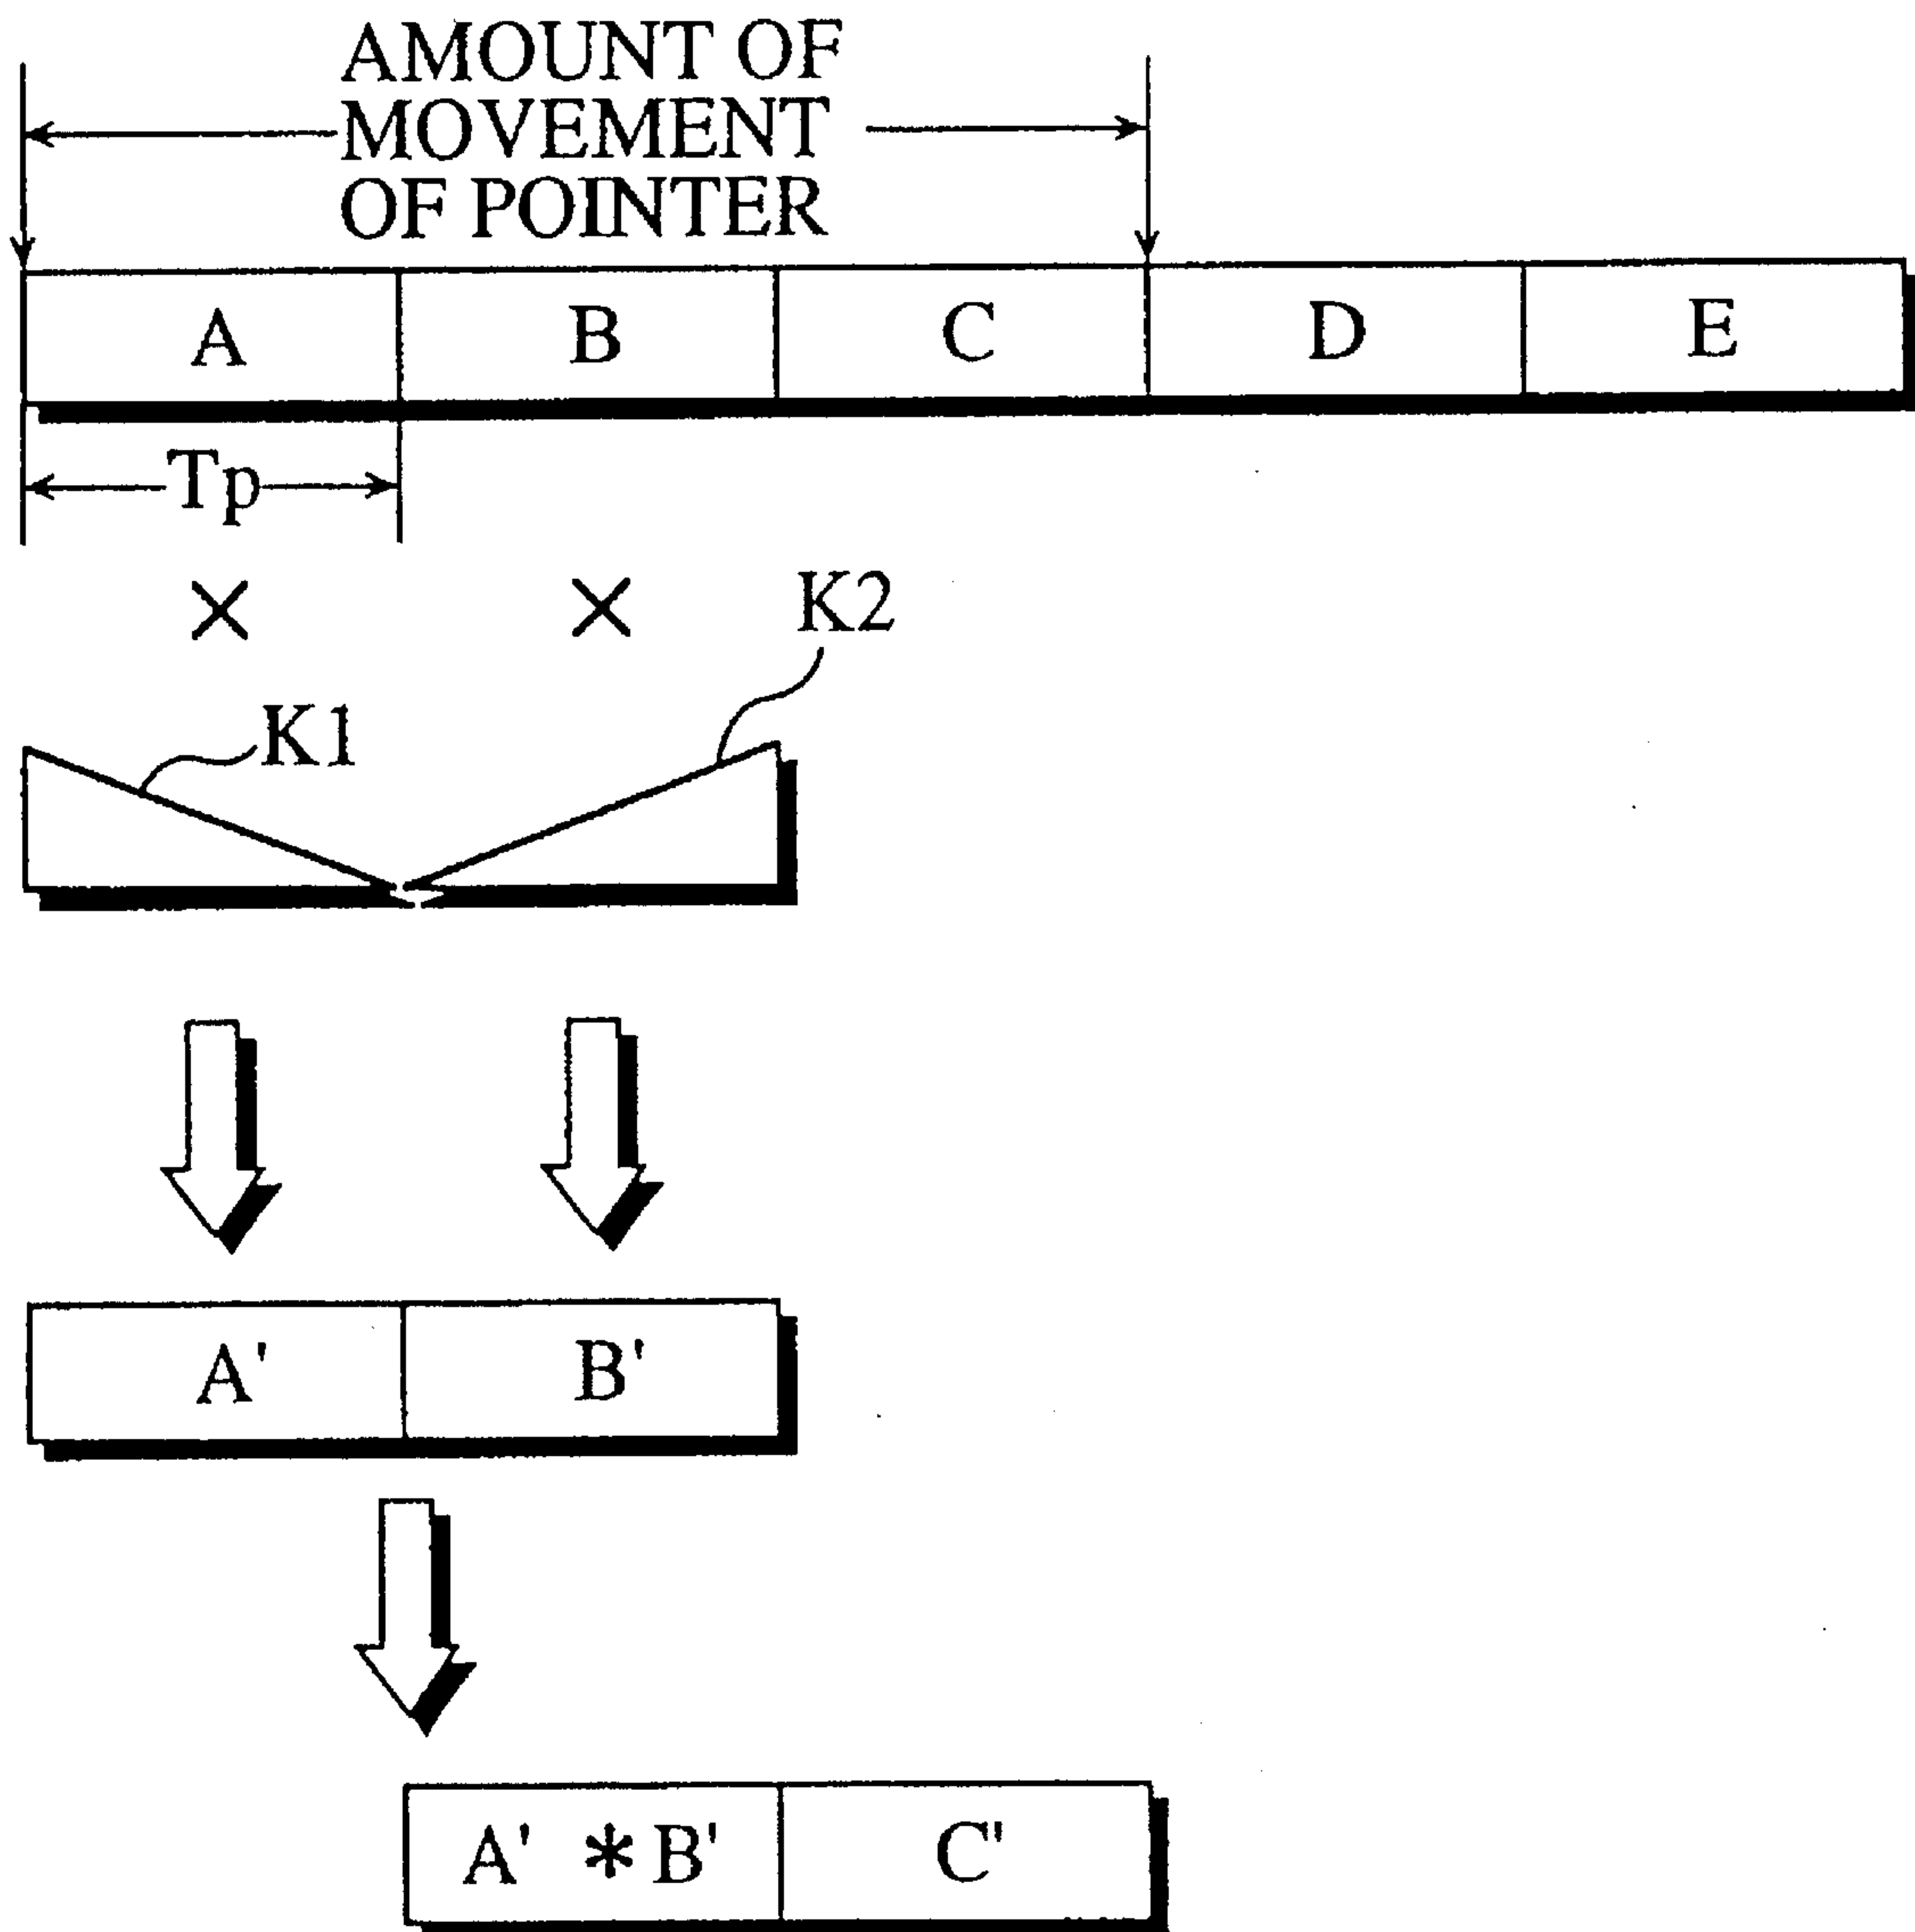 AMOUNT OF
MOVEMENT
OF POINTER
A B C D E
Tp
× × K2
K1
A' B'
A' * B' C'